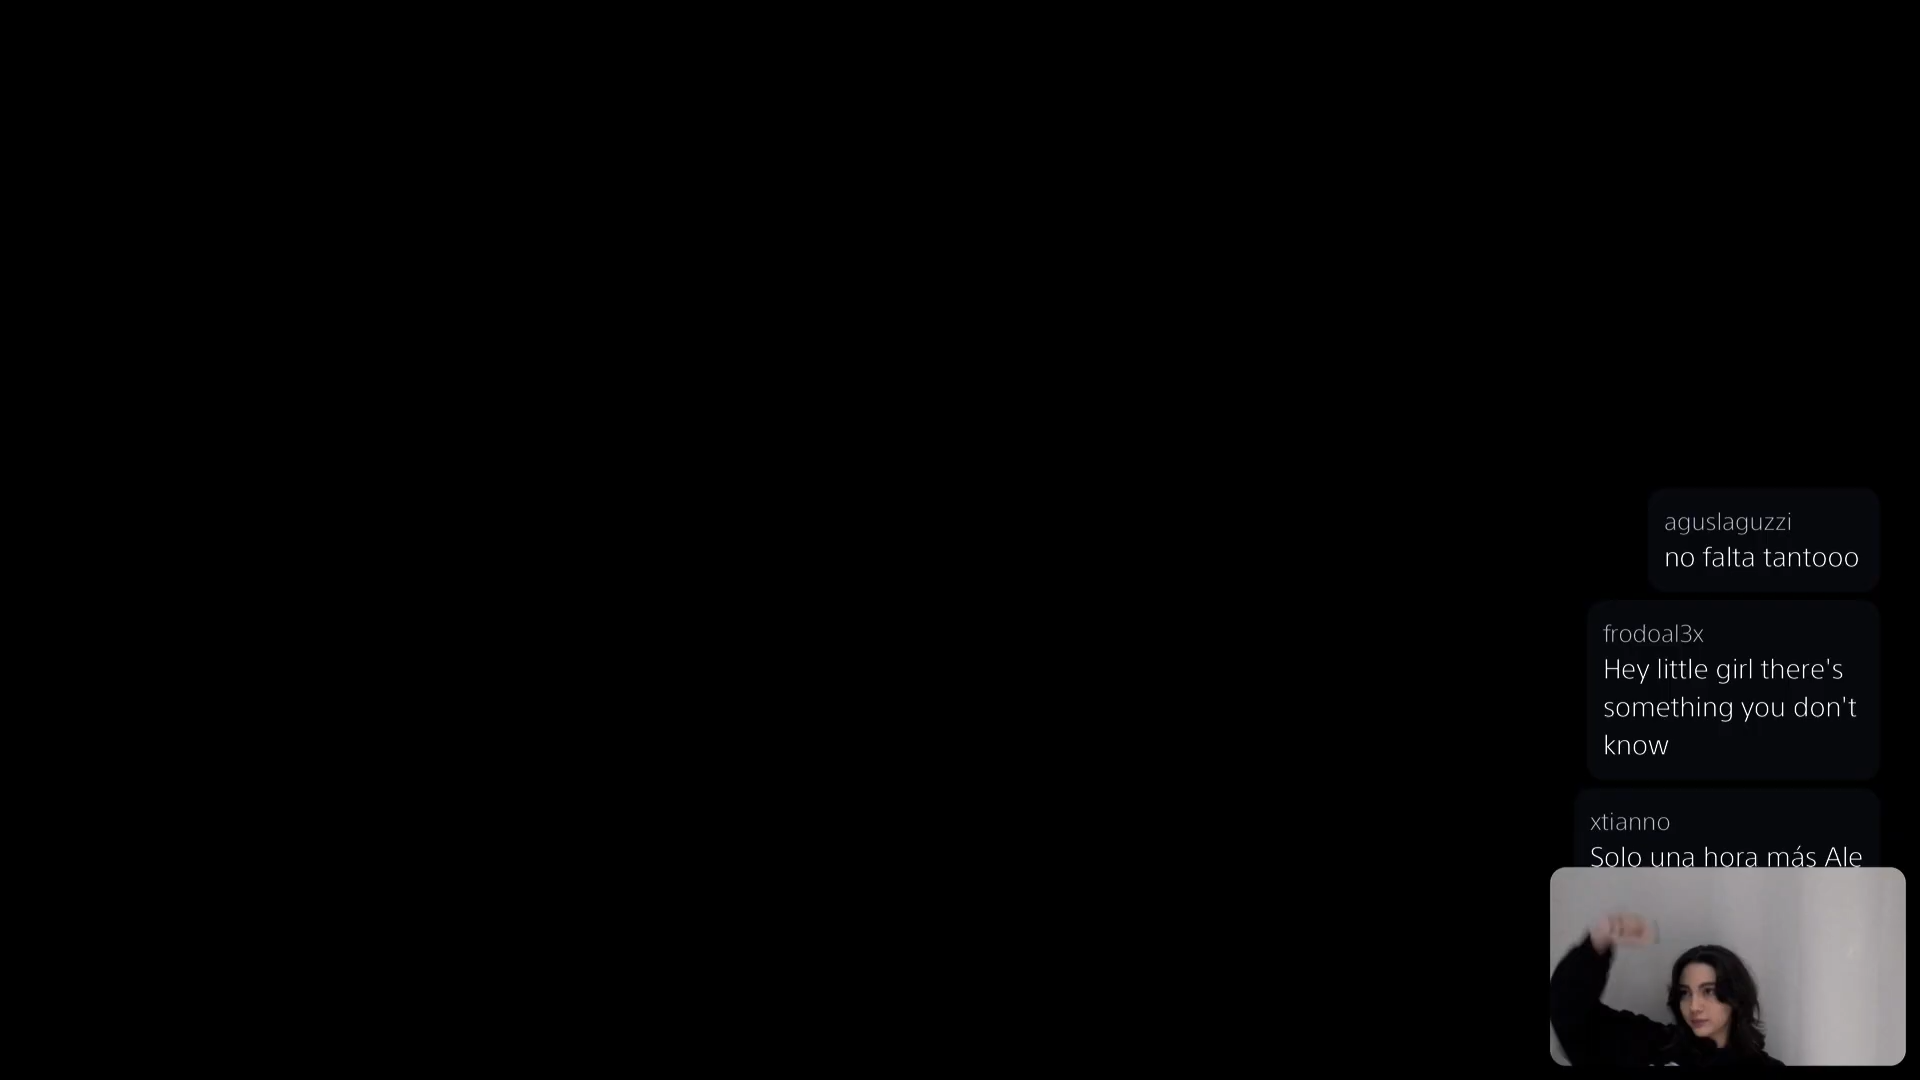 aguslaguzzi
no falta tantooo
frodoal3x
Hey little girl there's
something you don't
know
xtianno
Solo una hora más Ale